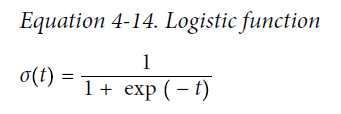 Equation 4-14. Logistic function
σ(t) = 1 / (1 + exp ( – t))